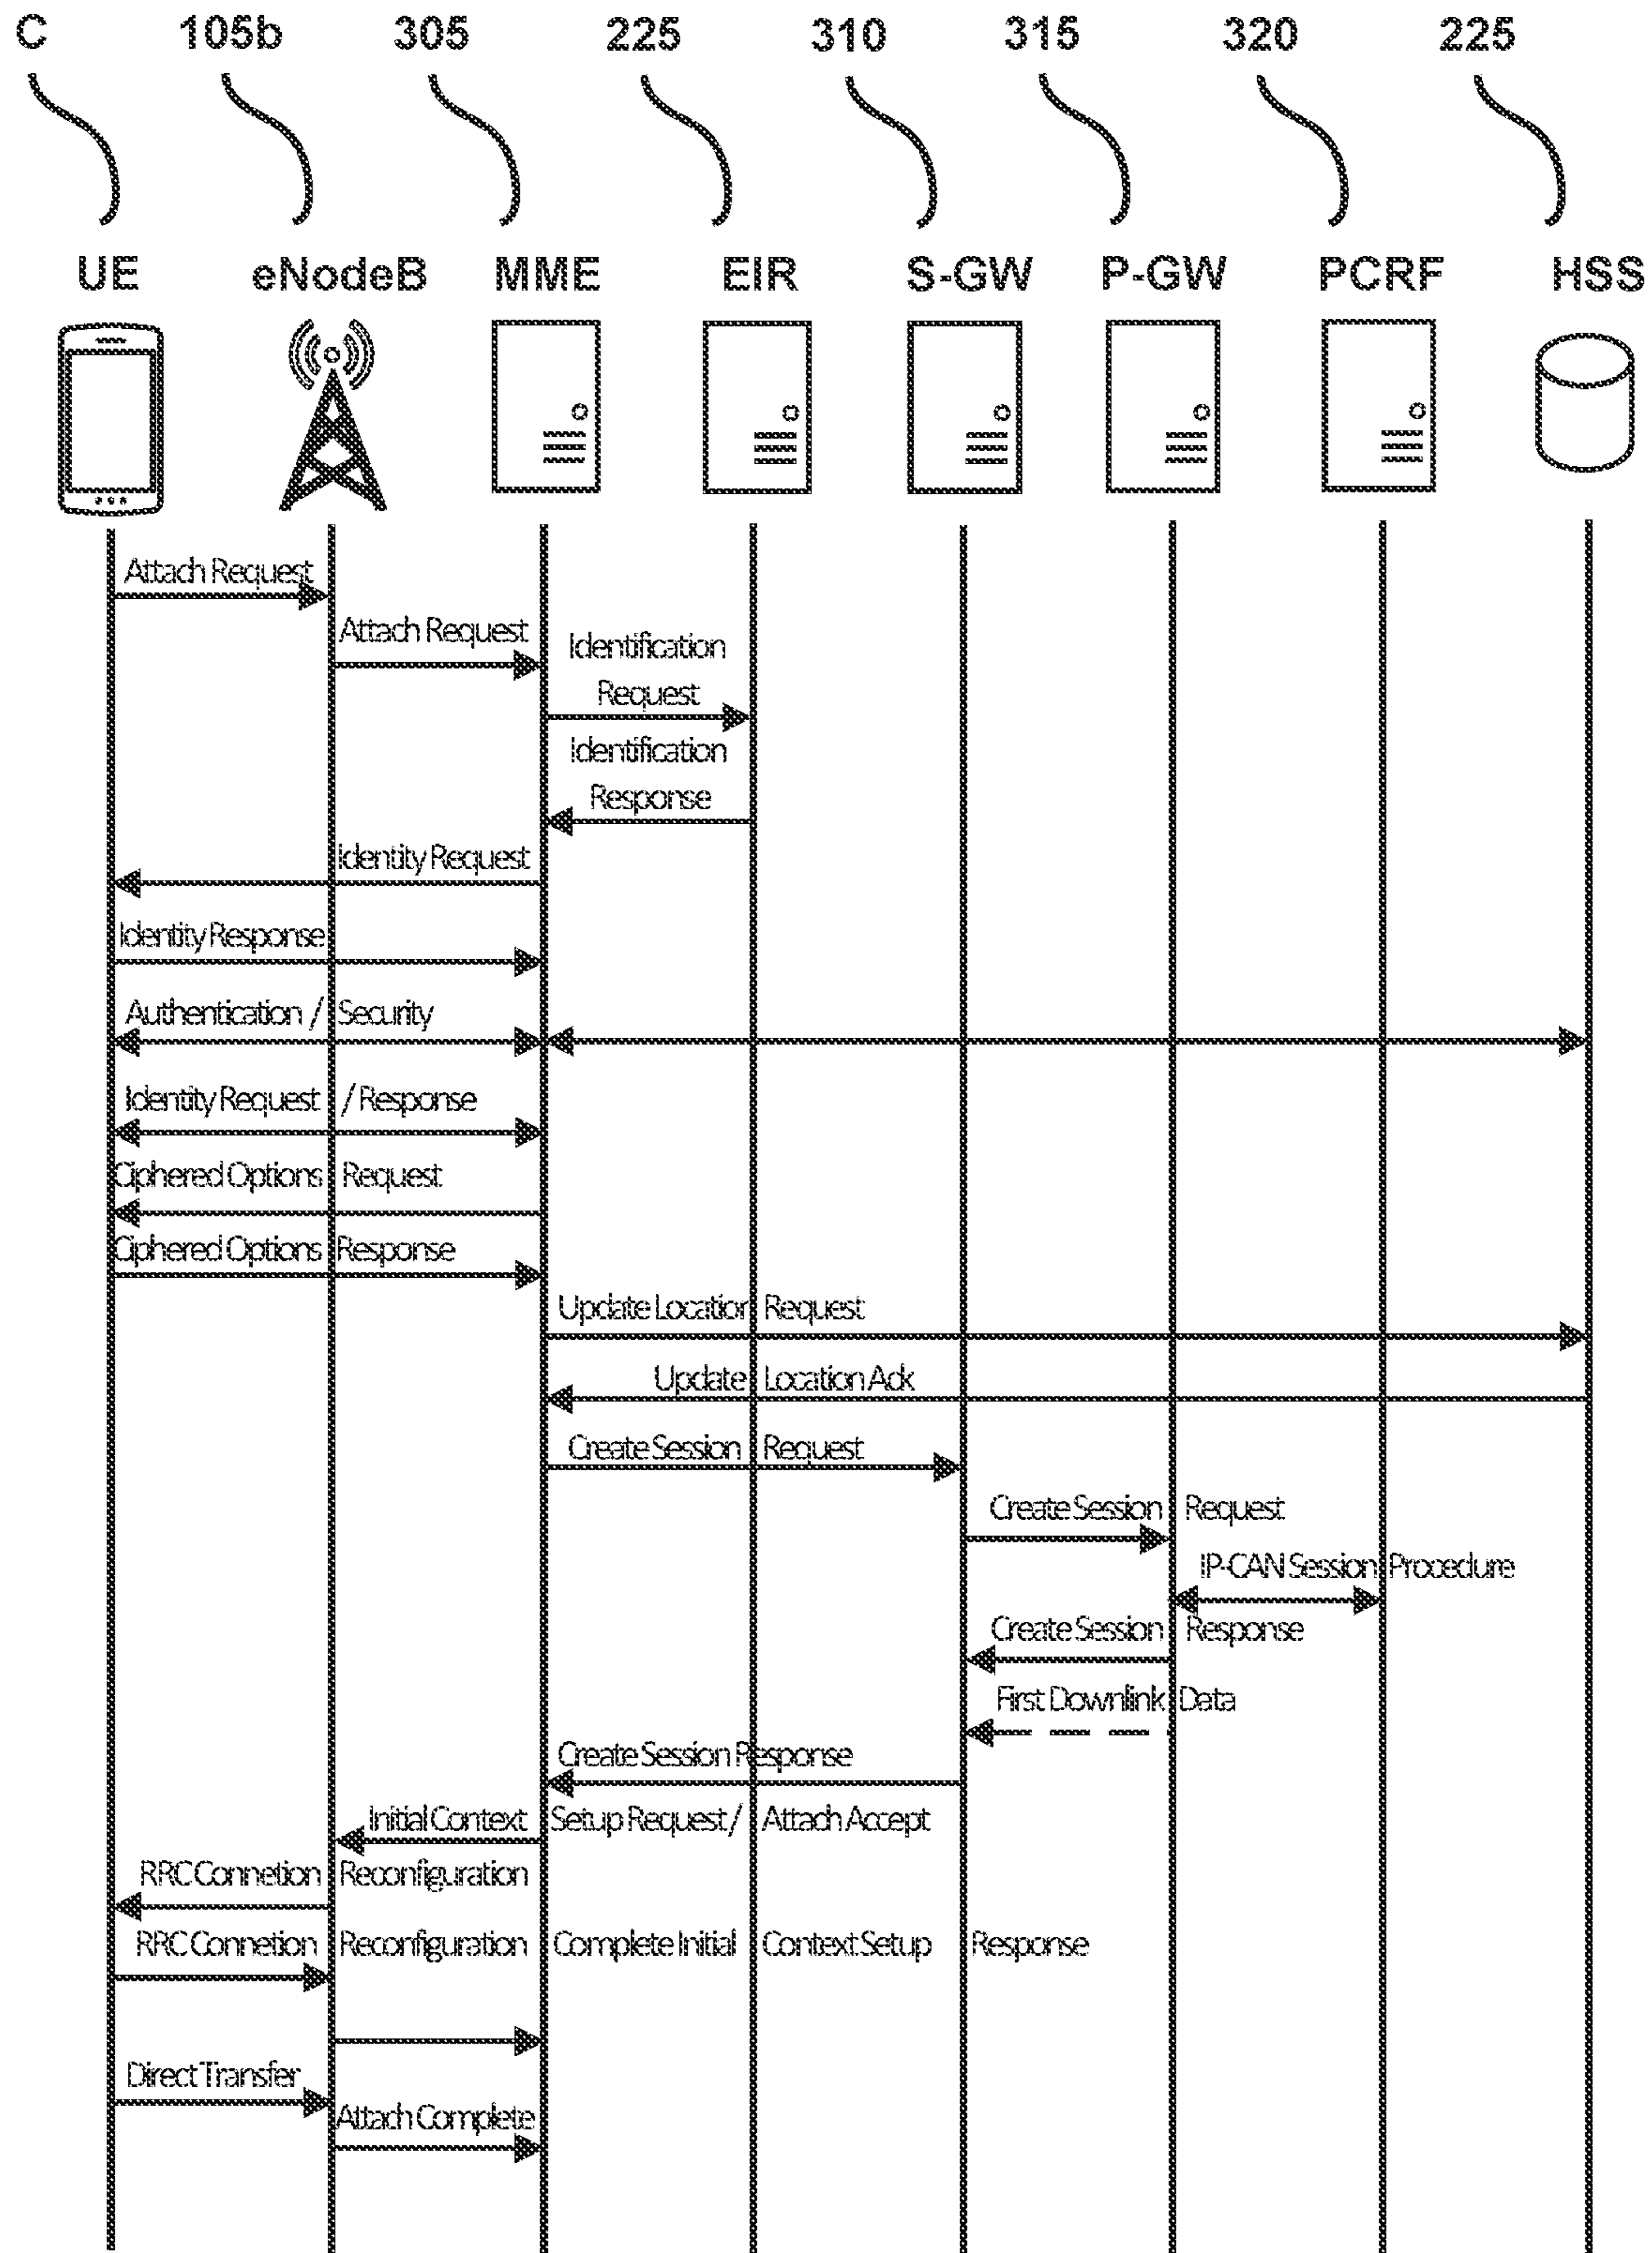 C 105b 305 225 310 315 320 225
UE eNodeB MME EIR S-GW P-GW PCRF HSS
Attach Request
Attach Request
Identification
Request
Identification
Response
Identity Request
Identity Response
Authentication / Security
Identity Request / Response
Ciphered Options Request
Ciphered Options Response
Update Location Request
Update Location Ack
Create Session Request
Create Session Request
IP-CAN Session Procedure
Create Session Response
First Downlink Data
Create Session Response
Initial Context Setup Request / Attach Accept
RRC Connetion Reconfiguration
RRC Connetion Reconfiguration Complete Initial Context Setup Response
Direct Transfer
Attach Complete